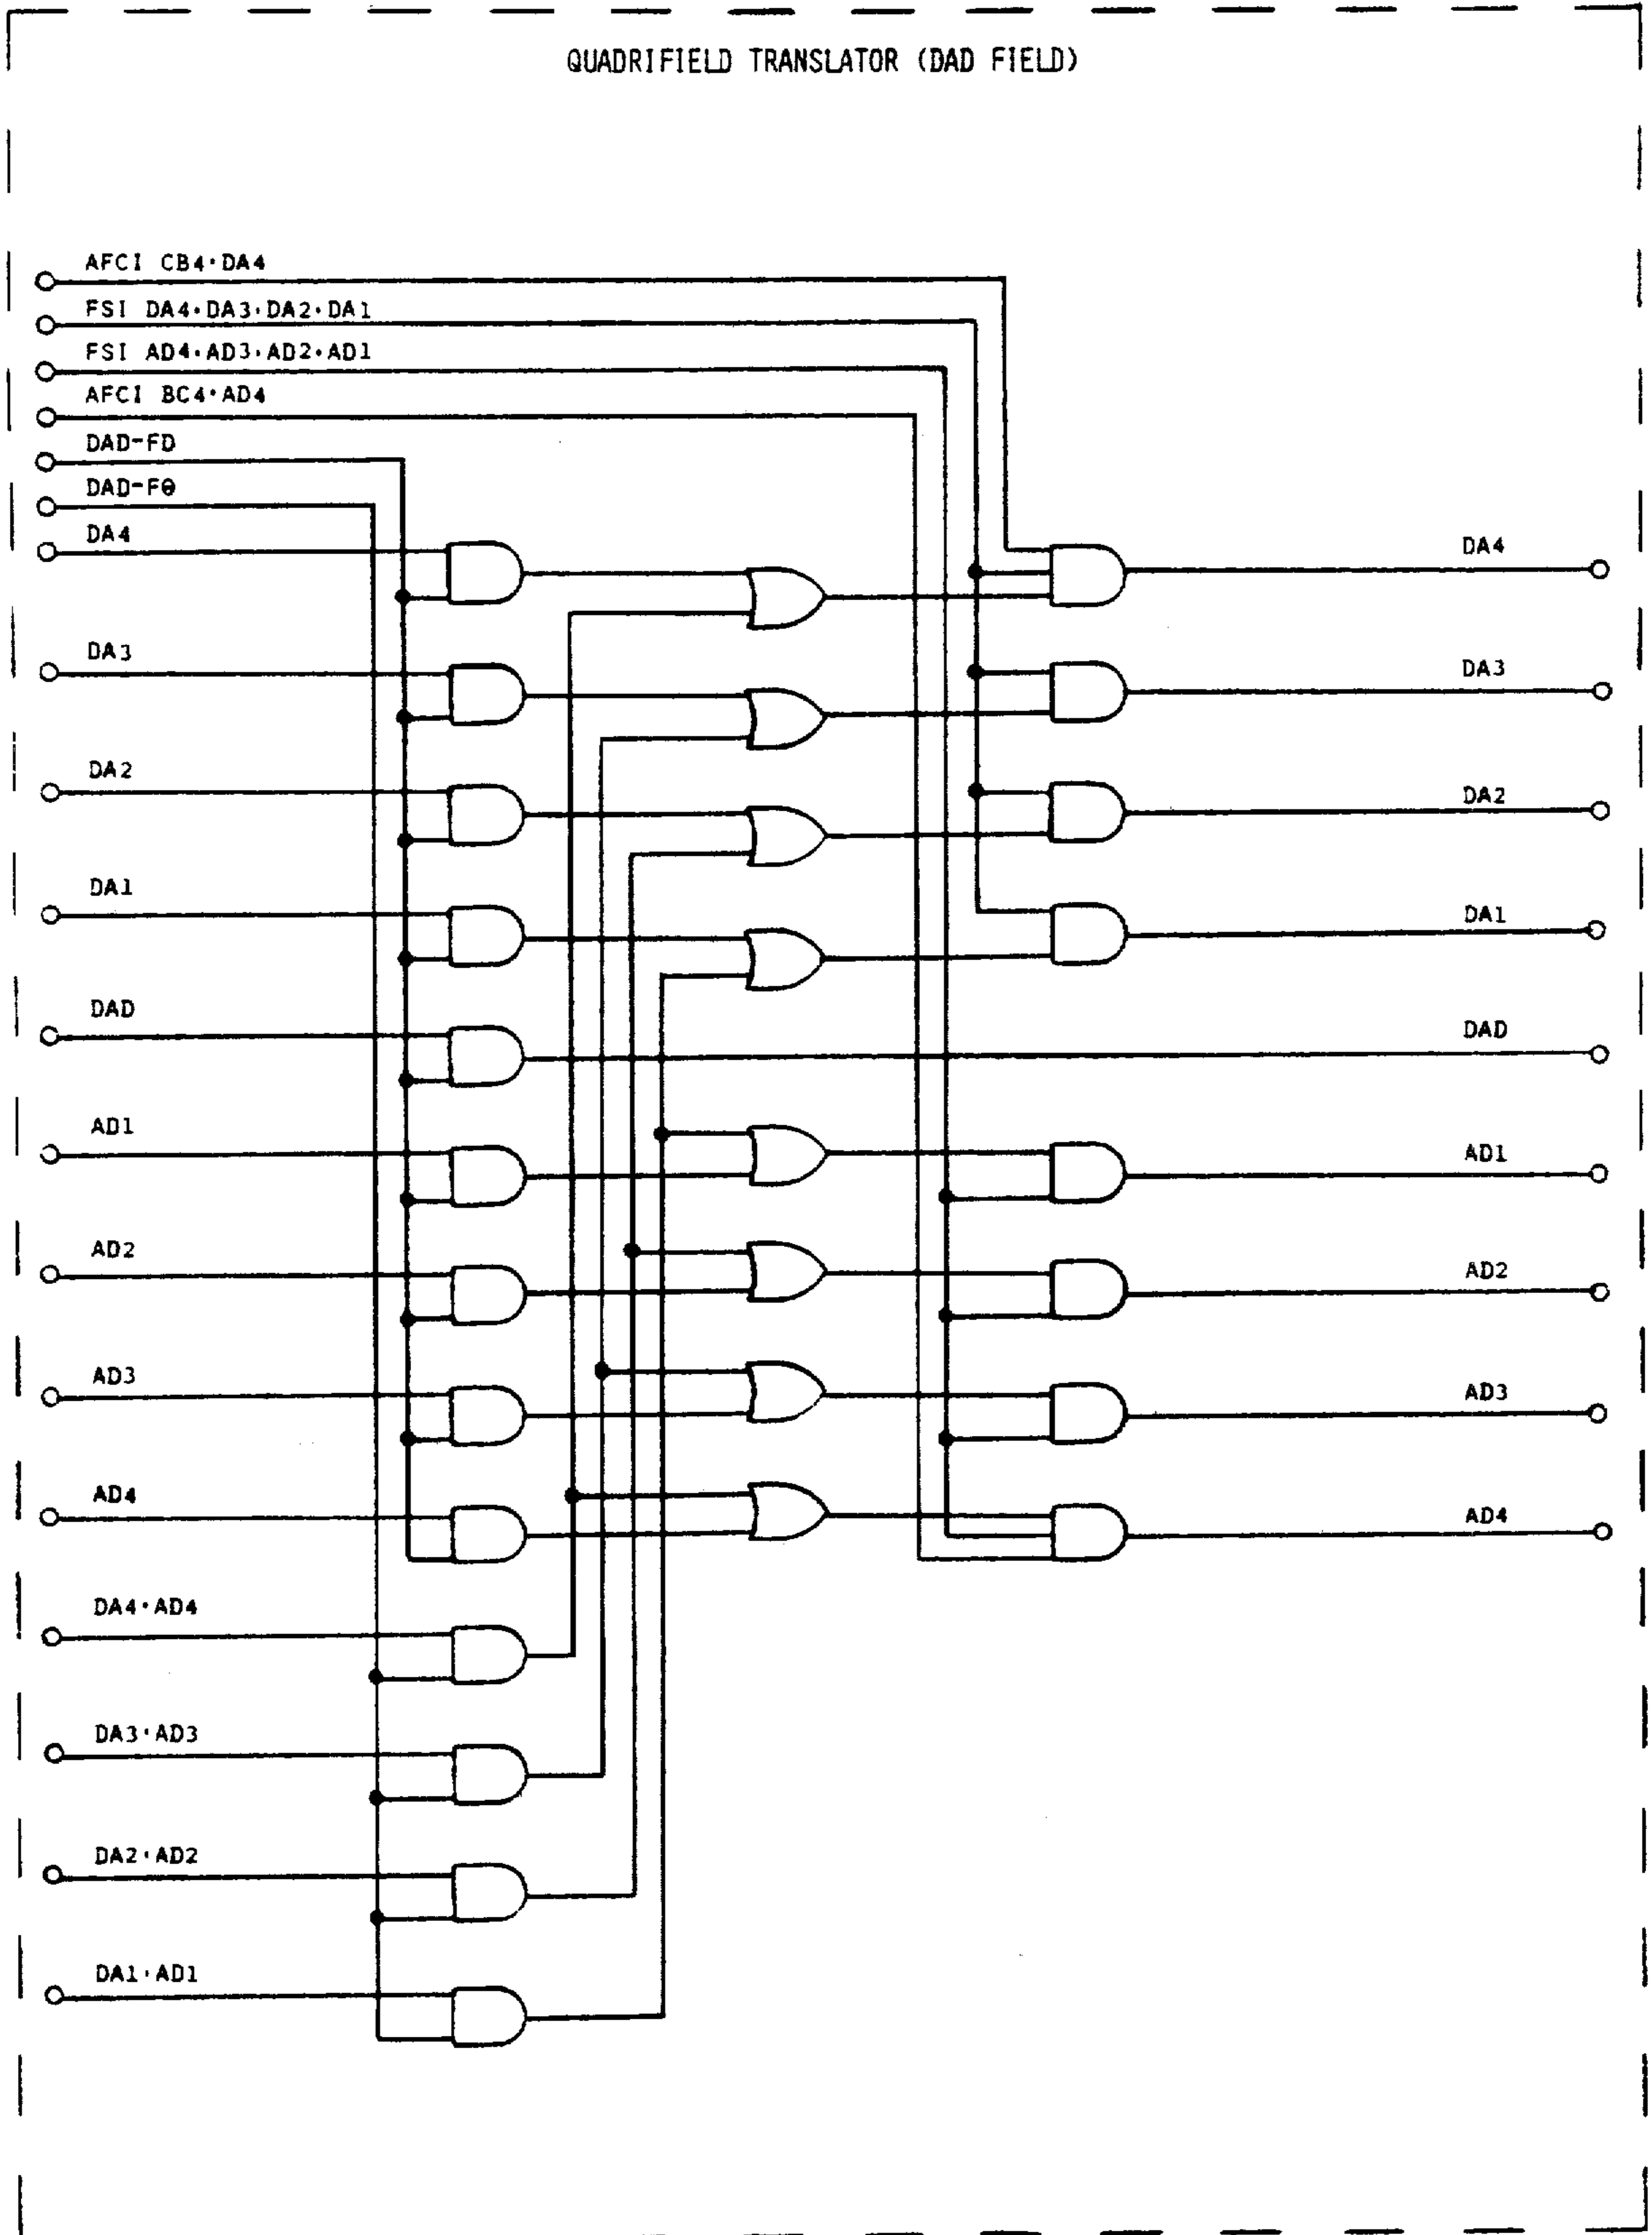 QUADRIFIELD TRANSLATOR (DAD FIELD)
AFCI CB4·DA4
FSI DA4·DA3·DA2·DA1
FSI AD4·AD3·AD2·AD1
AFCI BC4·AD4
DAD-FD
DAD-Fθ
DA4
DA4
DA3
DA3
DA2
DA2
DA1
DA1
DAD
DAD
AD1
AD1
AD2
AD2
AD3
AD3
AD4
AD4
DA4·AD4
DA3·AD3
DA2·AD2
DA1·AD1